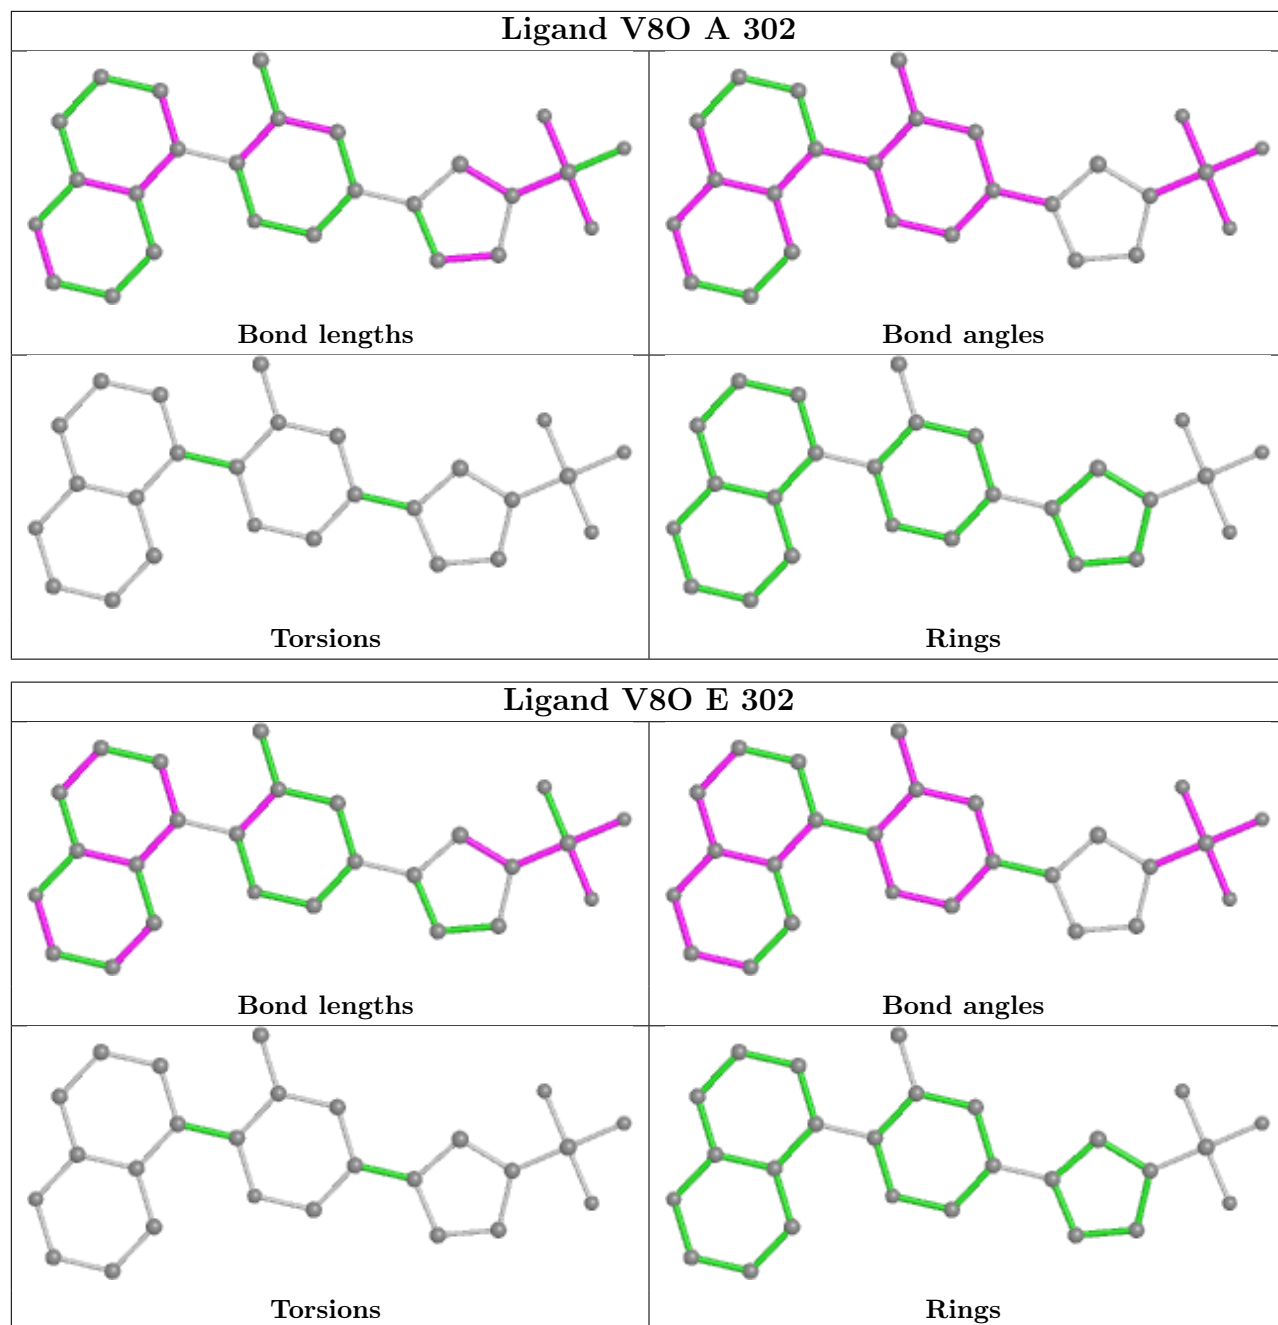 Ligand V8O A 302
Bond lengths
Bond angles
Torsions
Rings
Ligand V8O E 302
Bond lengths
Bond angles
Torsions
Rings